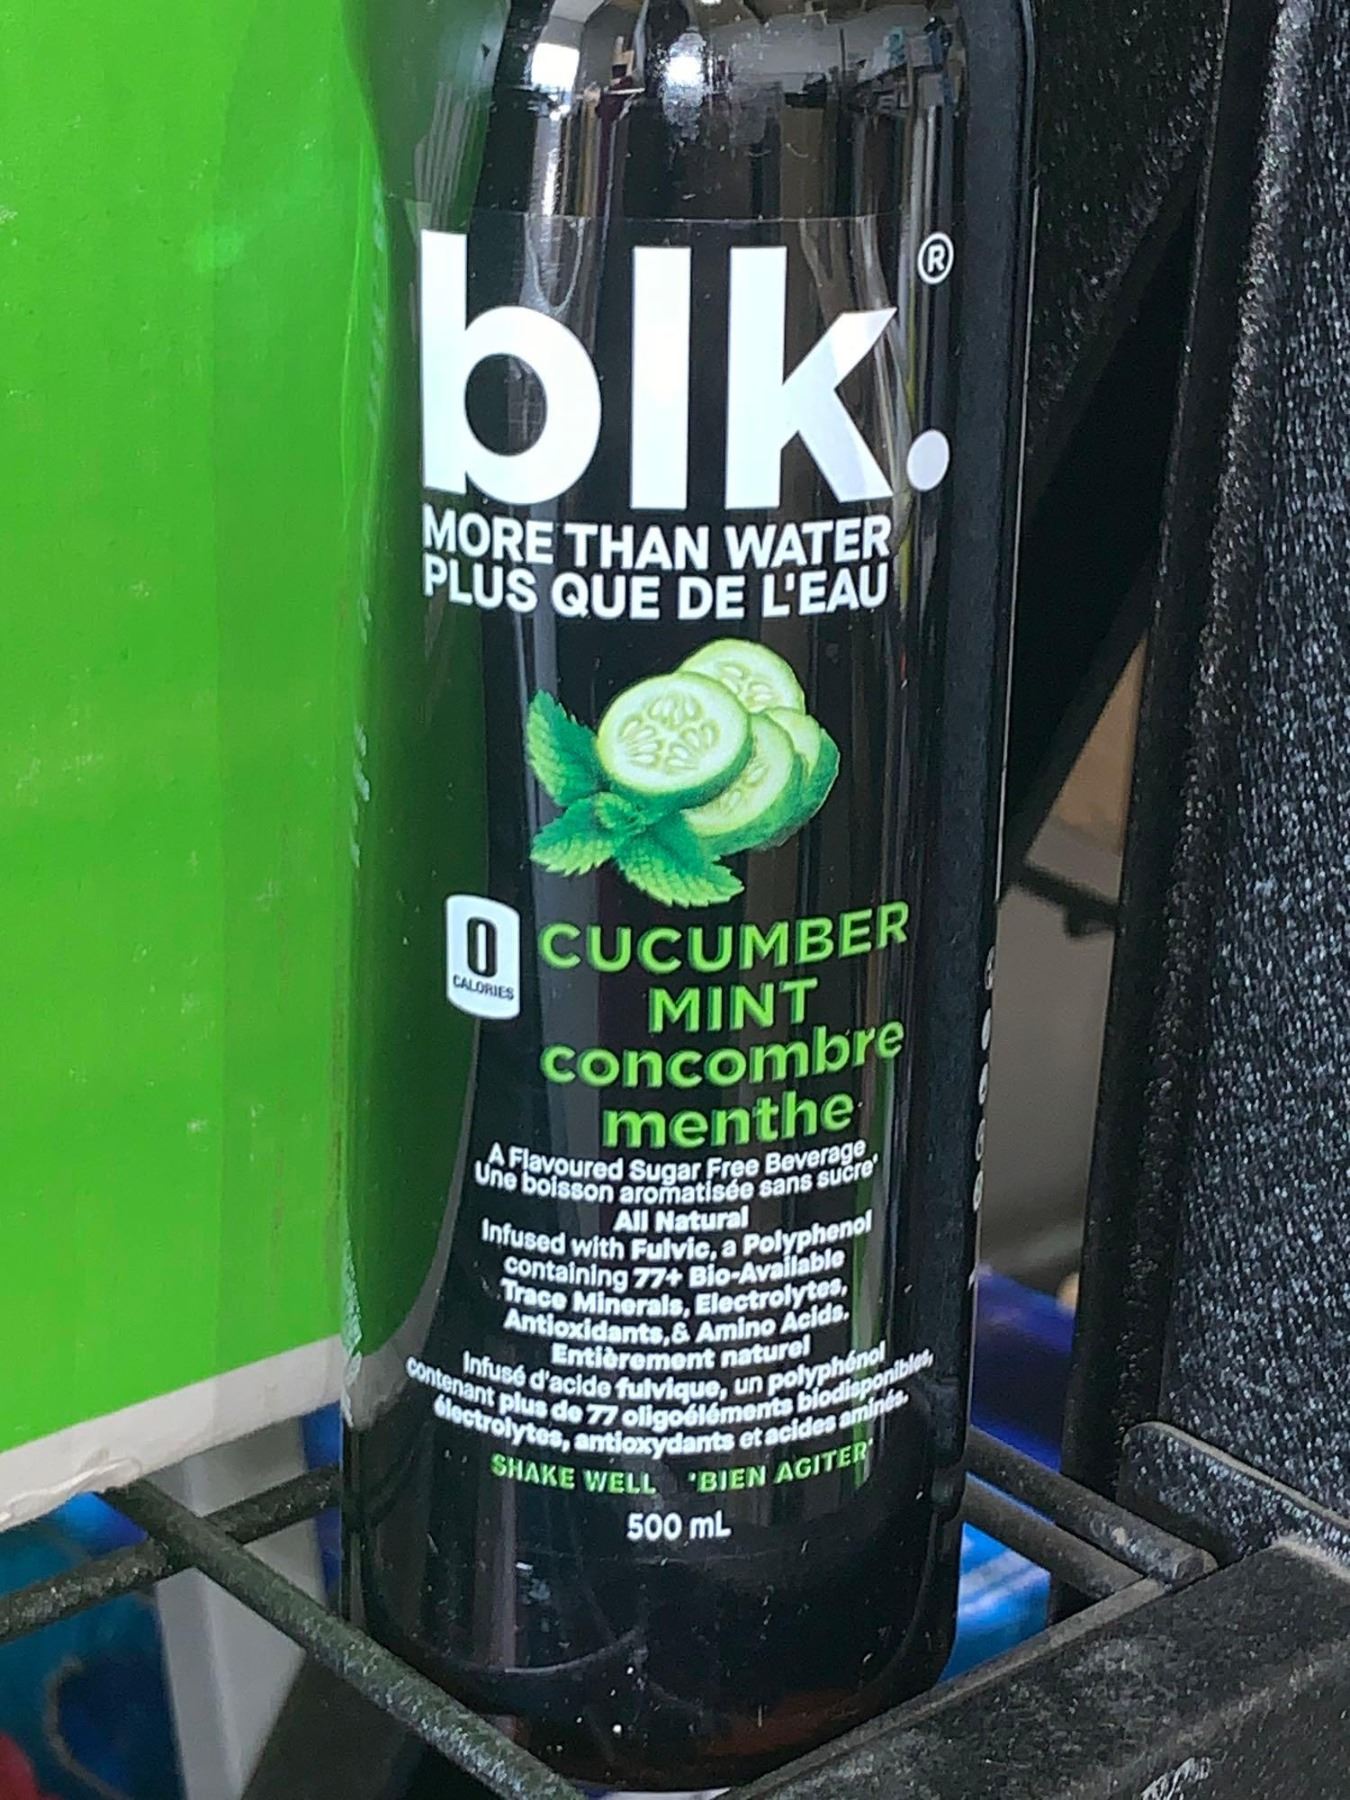 blk.®
MORE THAN WATER
PLUS QUE DE L'EAU
0
CALORIES
CUCUMBER
MINT
concombre
menthe
A Flavoured Sugar Free Beverage
Une boisson aromatisée sans sucre
All Natural
Infused with Fulvic, a Polyphenol
containing 77+ Bio-Available
Trace Minerals, Electrolytes,
Antioxidants,& Amino Acids.
Entièrement naturel
Infusé d'acide fulvique, un polyphénol
contenant plus de 77 oligoéléments biodisponibles,
électrolytes, antioxydants et acides aminés.
SHAKE WELL 'BIEN AGITER'
500 mL